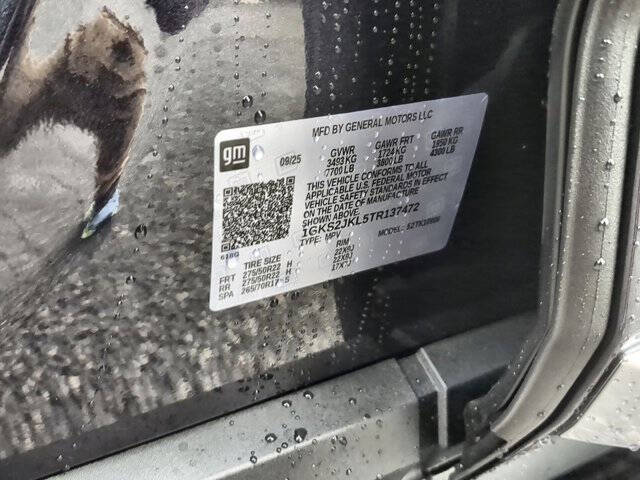 MFD BY GENERAL MOTORS LLC
gm
09/25
GVWR GAWR FRT GAWR RR
3493 KG 1724 KG 1950 KG
7700 LB 3800 LB 4300 LB
THIS VEHICLE CONFORMS TO ALL
APPLICABLE U.S. FEDERAL MOTOR
VEHICLE SAFETY STANDARDS IN EFFECT
ON THE DATE OF MANUFACTURE
SHOWN ABOVE.
1GKS2JKL5TR137472
TYPE: MPV MODEL:
618G
TIRE SIZE RIM
FRT 275/50R22 H 22X9J
RR 275/50R22 H 22X9J
SPA 265/70R17 S